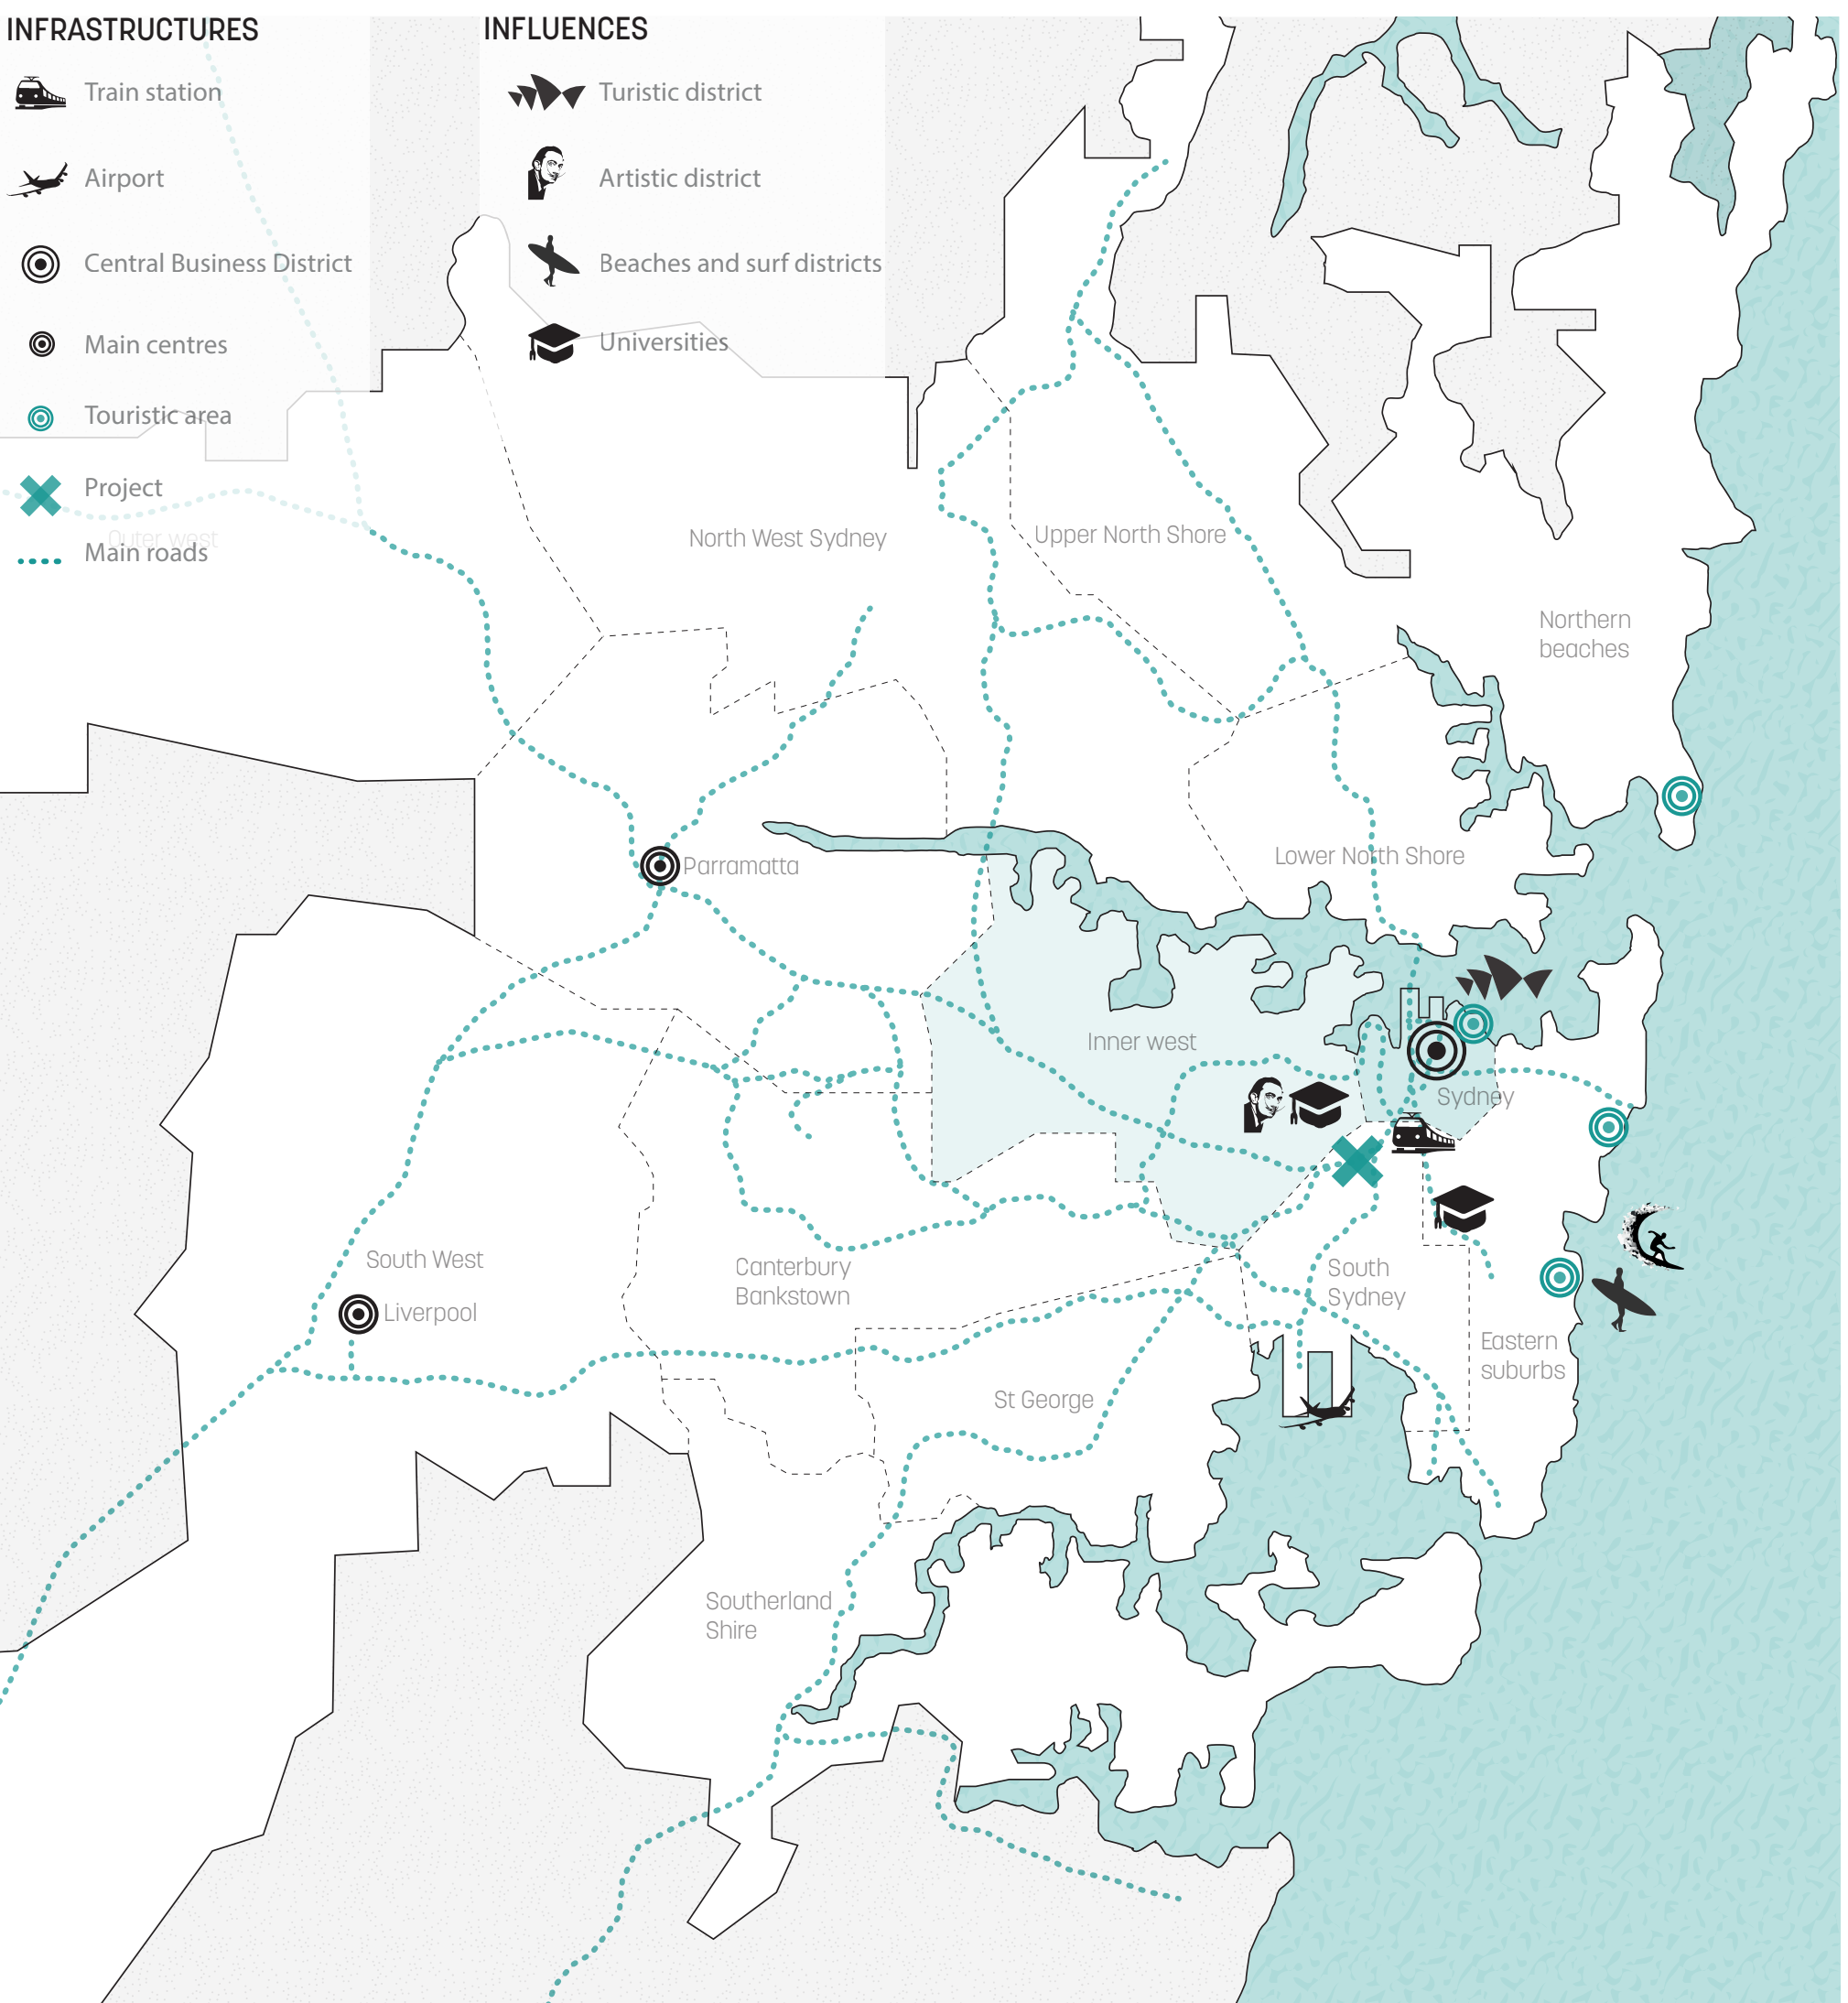 INFRASTRUCTURES
Train station
Airport
Central Business District
Main centres
Touristic area
Project
Outer west
Main roads
INFLUENCES
Turistic district
Artistic district
Beaches and surf districts
Universities
North West Sydney
Upper North Shore
Northern
beaches
Parramatta
Lower North Shore
Inner west
Sydney
South West
Liverpool
Canterbury
Bankstown
South
Sydney
Eastern
suburbs
St George
Southerland
Shire